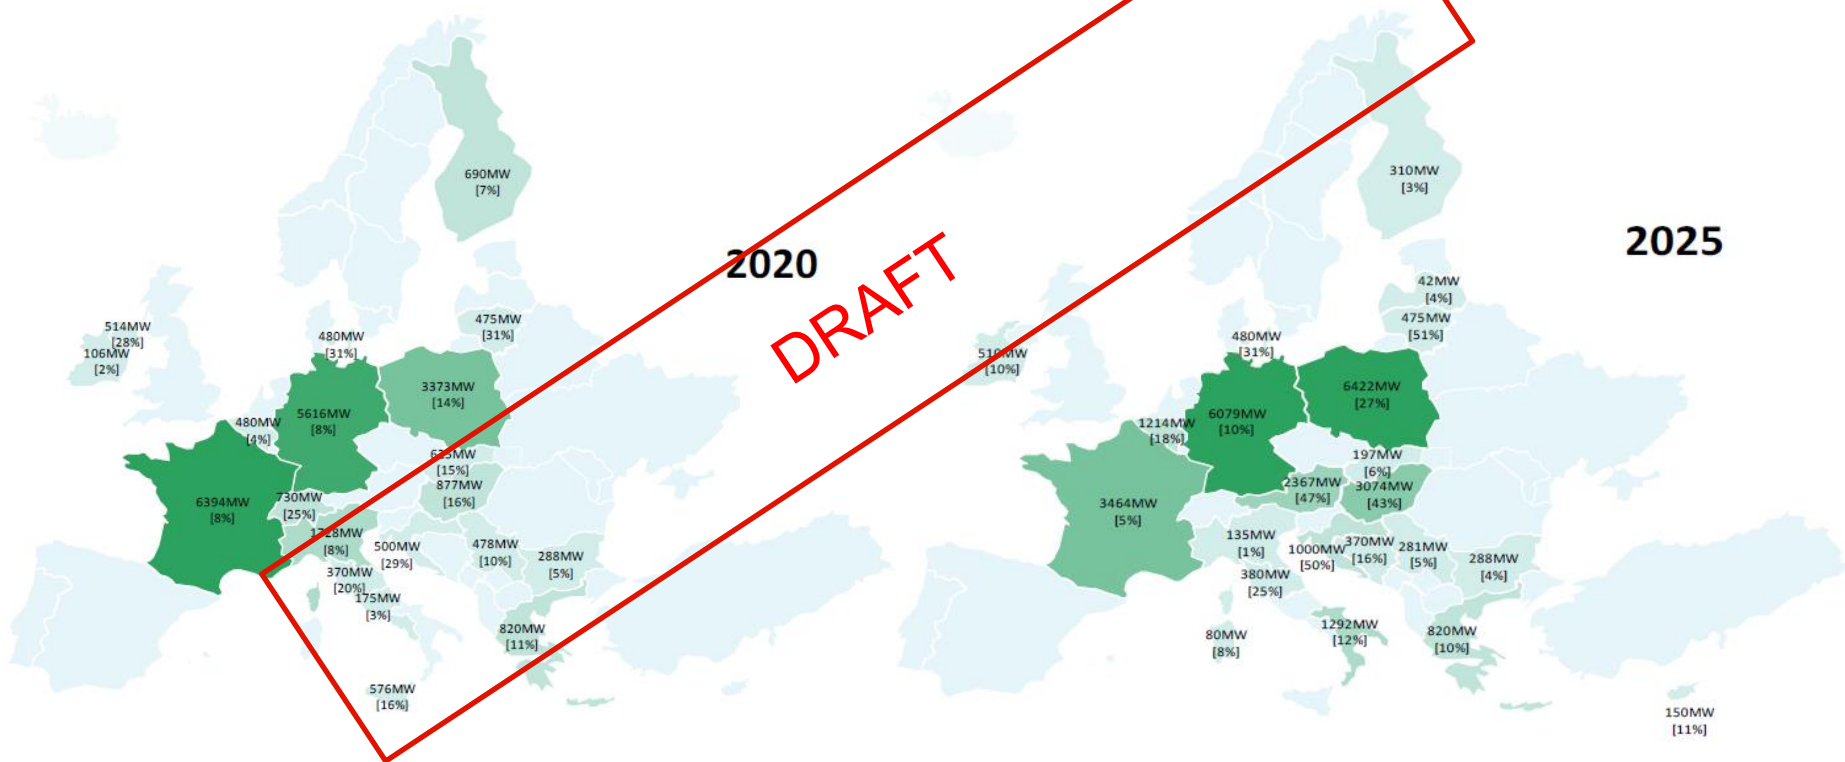 690MW
[7%]
2020
514MW
[28%]
106MW
[2%]
480MW
[31%]
475MW
[31%]
3373MW
[14%]
5616MW
[8%]
480MW
[4%]
[15%]
877MW
[16%]
6394MW
[8%]
730MW
[25%]
[8%]
500MW
[29%]
478MW
[10%]
288MW
[5%]
370MW
[20%]
175MW
[3%]
820MW
[11%]
576MW
[16%]
DRAFT
310MW
[3%]
2025
42MW
[4%]
475MW
[51%]
480MW
[31%]
[10%]
6422MW
[27%]
6079MW
[10%]
1214MW
[18%]
197MW
[6%]
2367MW
[47%]
3074MW
[43%]
3464MW
[5%]
135MW
[1%]
1000MW
[50%]
370MW
[16%]
281MW
[5%]
288MW
[4%]
380MW
[25%]
1292MW
[12%]
80MW
[8%]
820MW
[10%]
150MW
[11%]